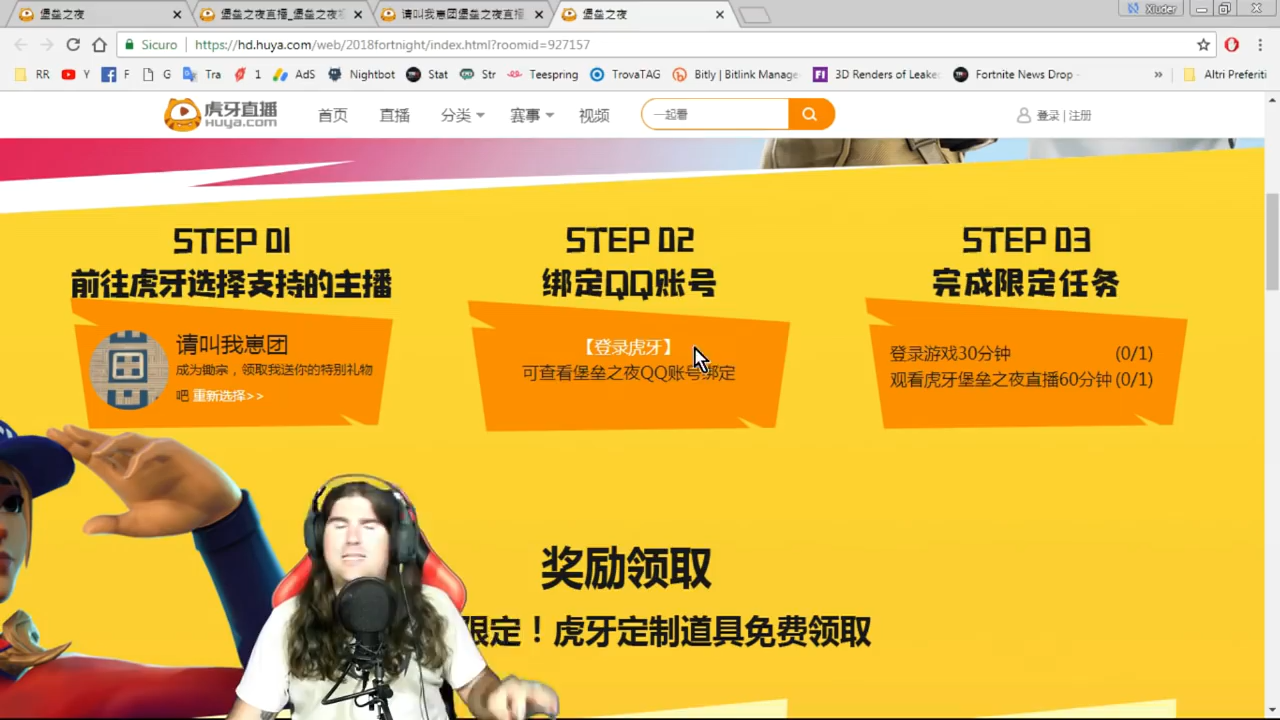 堡垒之夜
堡垒之夜直播_堡垒之夜
请叫我崽团堡垒之夜直播
堡垒之夜
Xiuder
Sicuro
https://hd.huya.com/web/2018fortnight/index.html?roomid=927157
RR
Y
F
G
Tra
1
AdS
Nightbot
Stat
Str
Teespring
TrovaTAG
Bitly | Bitlink Manage
3D Renders of Leake
Fortnite News Drop -
»
Altri Preferiti
虎牙直播
HUYA.com
首页
直播
分类
赛事
视频
一起看
登录 | 注册
STEP 01
前往虎牙选择支持的主播
请叫我崽团
成为锄宗，领取我送你的特别礼物
吧 重新选择>>
STEP 02
绑定QQ账号
【登录虎牙】
可查看堡垒之夜QQ账号绑定
STEP 03
完成限定任务
登录游戏30分钟 (0/1)
观看虎牙堡垒之夜直播60分钟 (0/1)
奖励领取
限定！虎牙定制道具免费领取